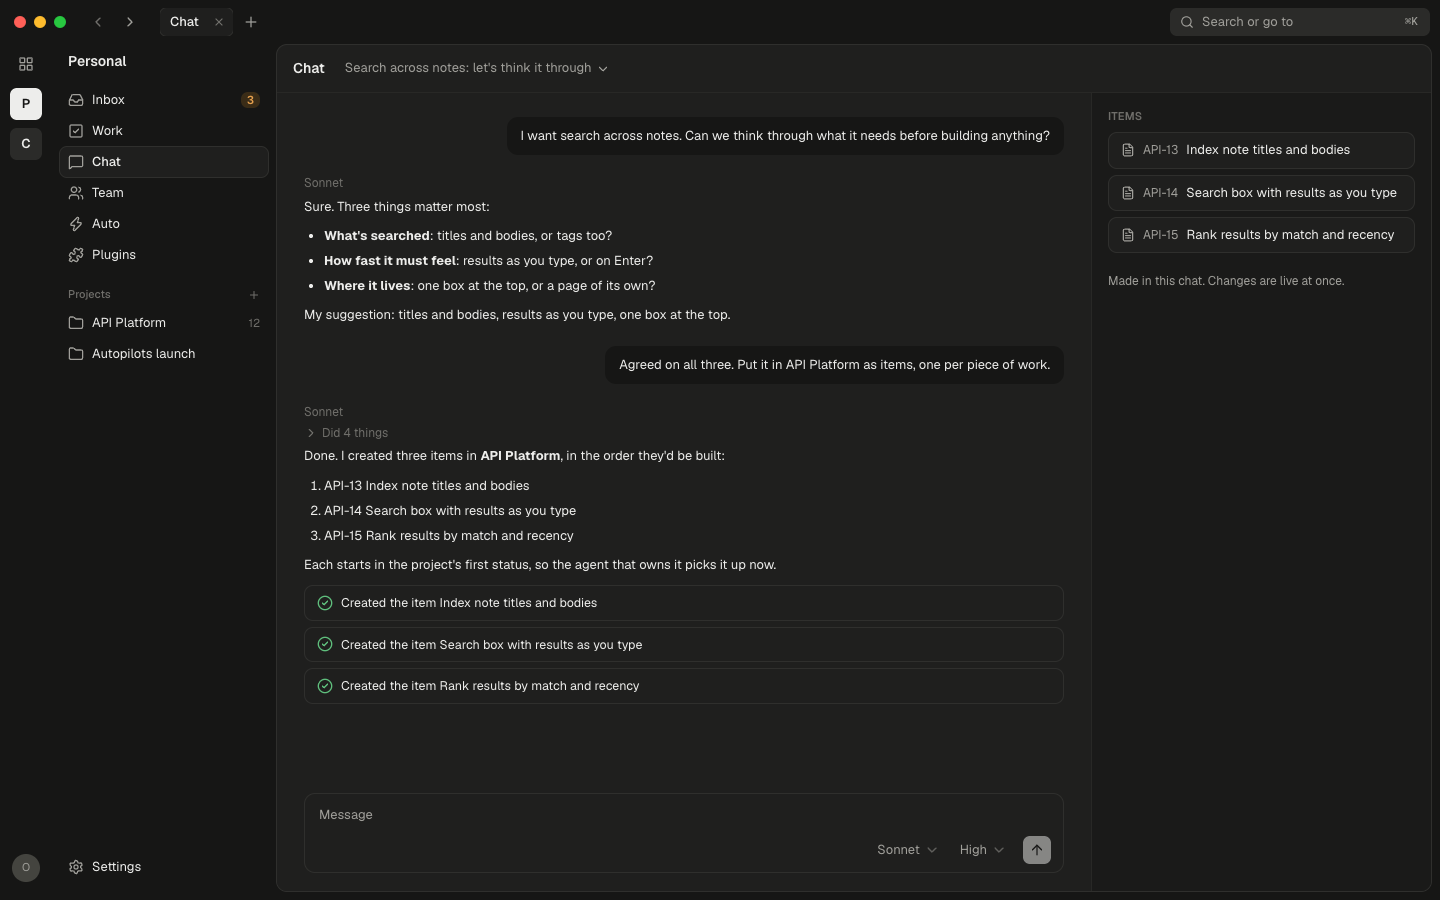 Chat
Search or go to
⌘K
P
C
Personal
Inbox
3
Work
Chat
Team
Auto
Plugins
Projects
API Platform
12
Autopilots launch
O
Settings
Chat
Search across notes: let's think it through
I want search across notes. Can we think through what it needs before building anything?
Sonnet
Sure. Three things matter most:
• What's searched: titles and bodies, or tags too?
• How fast it must feel: results as you type, or on Enter?
• Where it lives: one box at the top, or a page of its own?
My suggestion: titles and bodies, results as you type, one box at the top.
Agreed on all three. Put it in API Platform as items, one per piece of work.
Sonnet
Did 4 things
Done. I created three items in API Platform, in the order they'd be built:
1. API-13 Index note titles and bodies
2. API-14 Search box with results as you type
3. API-15 Rank results by match and recency
Each starts in the project's first status, so the agent that owns it picks it up now.
Created the item Index note titles and bodies
Created the item Search box with results as you type
Created the item Rank results by match and recency
Message
Sonnet
High
ITEMS
API-13 Index note titles and bodies
API-14 Search box with results as you type
API-15 Rank results by match and recency
Made in this chat. Changes are live at once.